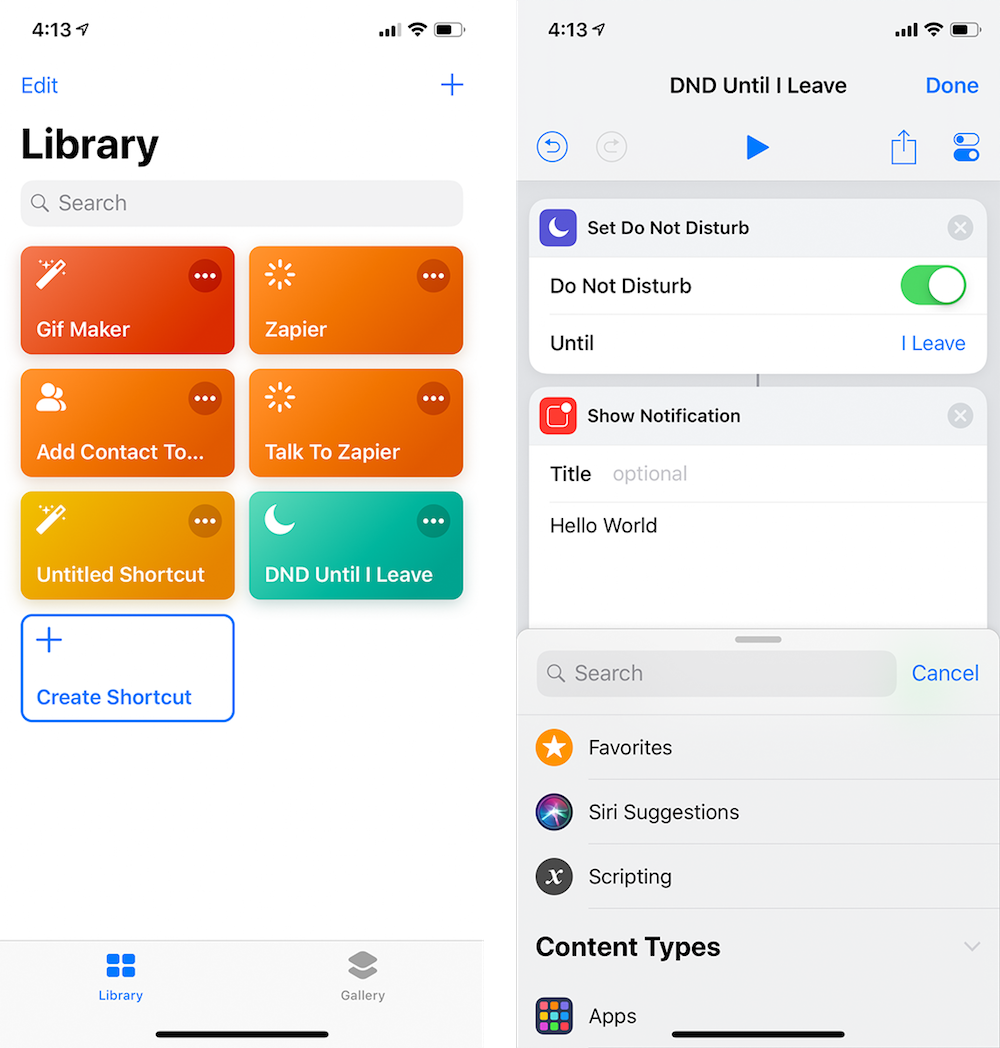 4:13
Edit
Library
Search
Gif Maker
Zapier
Add Contact To...
Talk To Zapier
Untitled Shortcut
DND Until I Leave
Create Shortcut
Library
Gallery
4:13
DND Until I Leave
Done
Set Do Not Disturb
Do Not Disturb
Until
I Leave
Show Notification
Title optional
Hello World
Search
Cancel
Favorites
Siri Suggestions
Scripting
Content Types
Apps